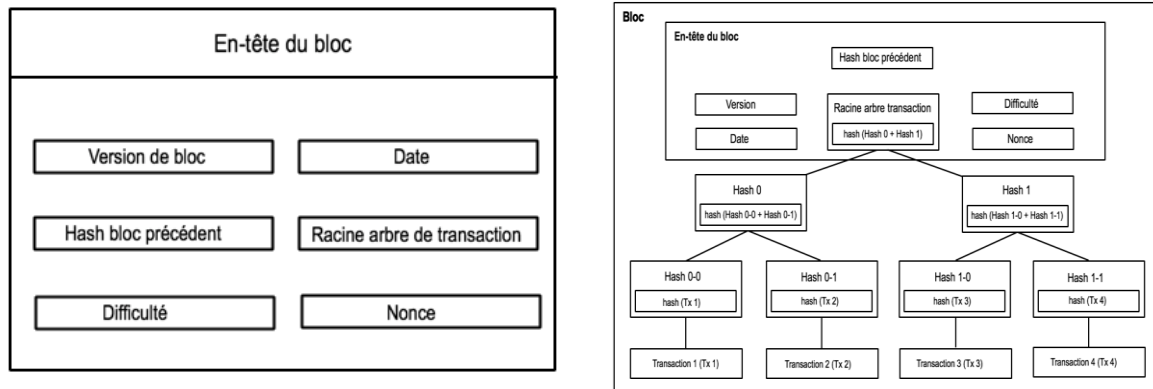 En-tête du bloc
Version de bloc
Date
Hash bloc précédent
Racine arbre de transaction
Difficulté
Nonce
Bloc
En-tête du bloc
Hash bloc précédent
Version
Racine arbre transaction
Difficulté
Date
hash (Hash 0 + Hash 1)
Nonce
Hash 0
Hash 1
hash (Hash 0-0 + Hash 0-1)
hash (Hash 1-0 + Hash 1-1)
Hash 0-0
Hash 0-1
Hash 1-0
Hash 1-1
hash (Tx 1)
hash (Tx 2)
hash (Tx 3)
hash (Tx 4)
Transaction 1 (Tx 1)
Transaction 2 (Tx 2)
Transaction 3 (Tx 3)
Transaction 4 (Tx 4)